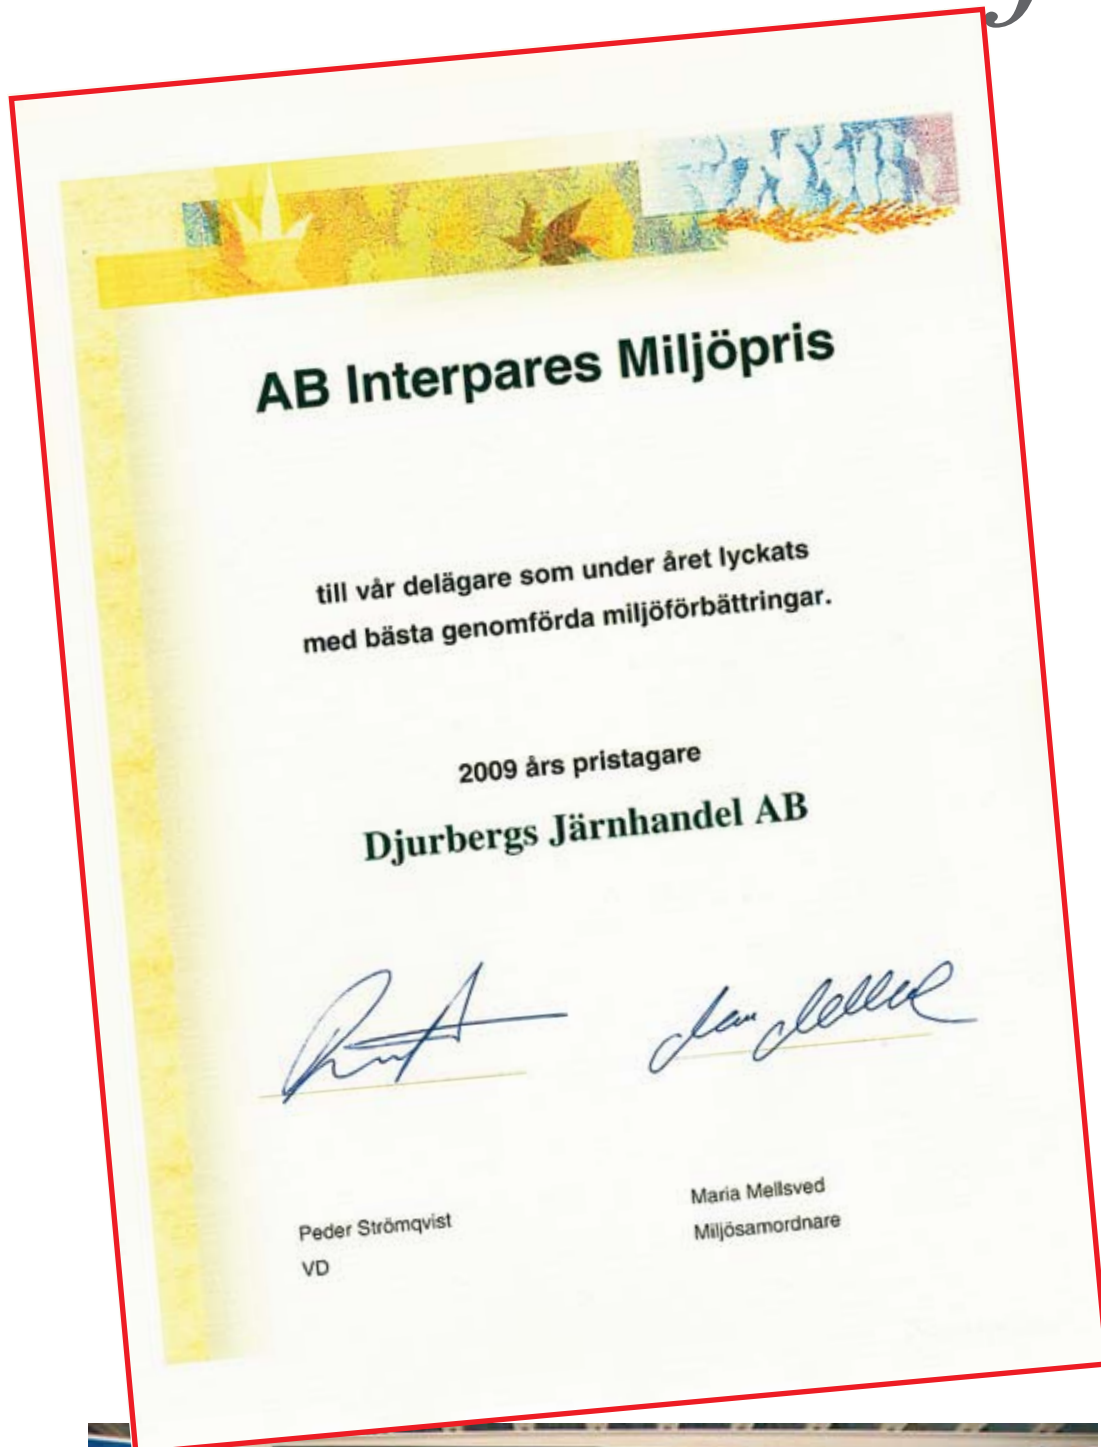 AB Interpares Miljöpris
till vår delägare som under året lyckats
med bästa genomförda miljöförbättringar.
2009 års pristagare
Djurbergs Järnhandel AB
Peder Strömqvist
VD
Maria Mellsved
Miljösamordnare